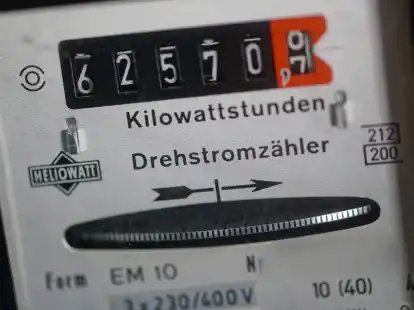 62570,9
Kilowattstunden
Drehstromzähler
HELIOWATT
212
200
Form EM 10 Nr
3x230/400V 10 (40)